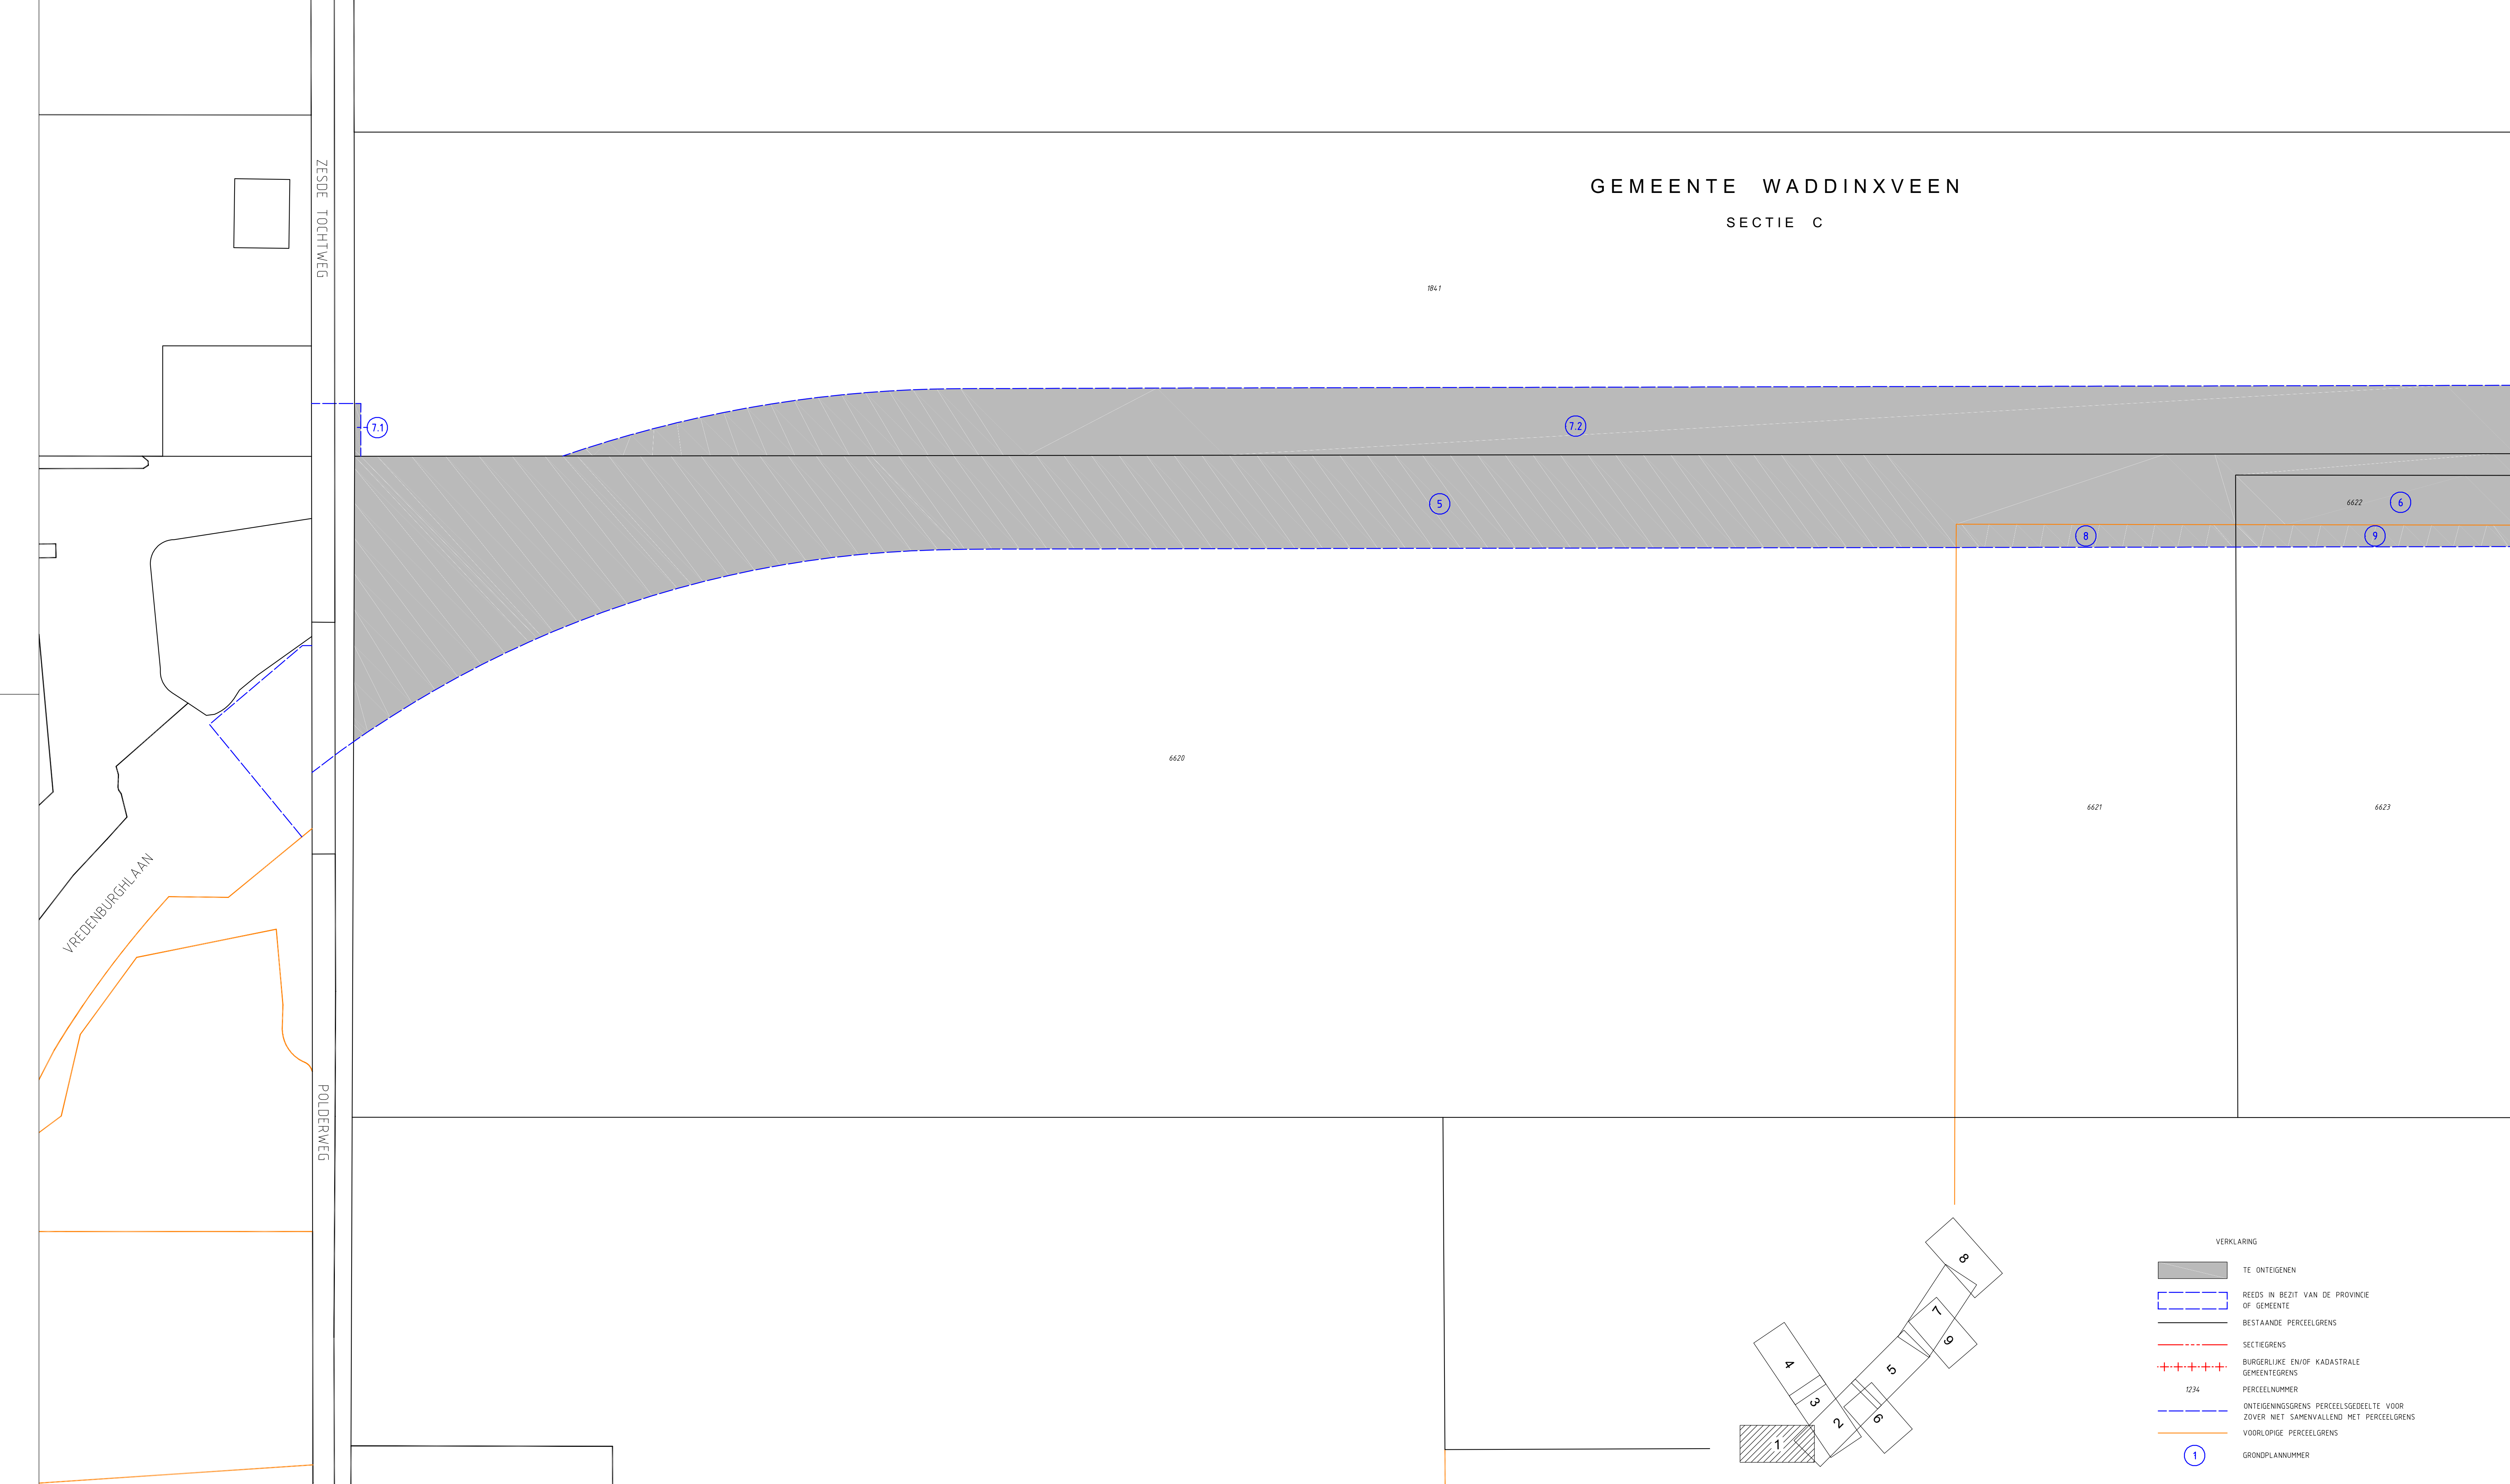 GEMEENTE WADDINXVEEN
SECTIE C
ZESDE TOCHTWEG
1841
7.1
7.2
5
6622
6
8
9
6620
6621
6623
VREDENBURGHLAAN
POLDERWEG
8
7
9
4
5
3
6
2
1
VERKLARING
TE ONTEIGENEN
REEDS IN BEZIT VAN DE PROVINCIE
OF GEMEENTE
BESTAANDE PERCEELGRENS
SECTIEGRENS
BURGERLIJKE EN/OF KADASTRALE
GEMEENTEGRENS
1234 PERCEELNUMMER
ONTEIGENINGSGRENS PERCEELSGEDEELTE VOOR
ZOVER NIET SAMENVALLEND MET PERCEELGRENS
VOORLOPIGE PERCEELGRENS
1 GRONDPLANNUMMER